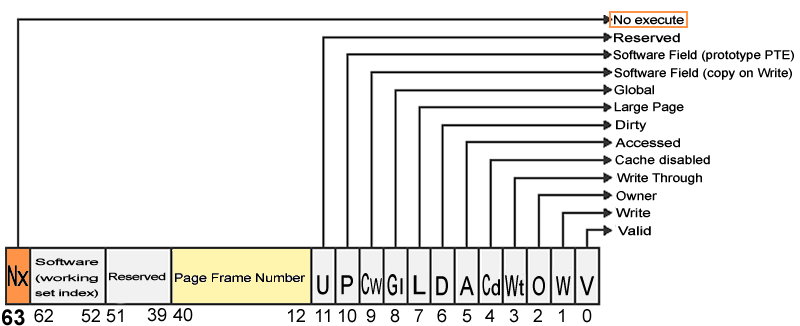 No execute
Reserved
Software Field (prototype PTE)
Software Field (copy on Write)
Global
Large Page
Dirty
Accessed
Cache disabled
Write Through
Owner
Write
Valid
Nx
Software
(working
set index)
Reserved
Page Frame Number
U P Cw Gl L D A Cd Wt O W V
63 62 52 51 39 40 12 11 10 9 8 7 6 5 4 3 2 1 0